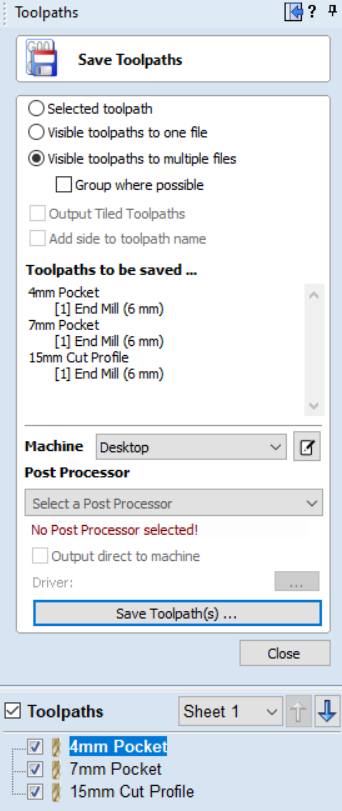 Toolpaths
?
G00
Save Toolpaths
Selected toolpath
Visible toolpaths to one file
Visible toolpaths to multiple files
Group where possible
Output Tiled Toolpaths
Add side to toolpath name
Toolpaths to be saved ...
4mm Pocket
[1] End Mill (6 mm)
7mm Pocket
[1] End Mill (6 mm)
15mm Cut Profile
[1] End Mill (6 mm)
Machine Desktop
Post Processor
Select a Post Processor
No Post Processor selected!
Output direct to machine
Driver: ...
Save Toolpath(s) ...
Close
Toolpaths Sheet 1
4mm Pocket
7mm Pocket
15mm Cut Profile